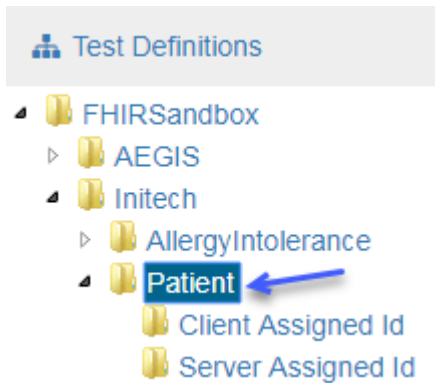 Test Definitions
FHIRSandbox
AEGIS
Initech
AllergyIntolerance
Patient
Client Assigned Id
Server Assigned Id